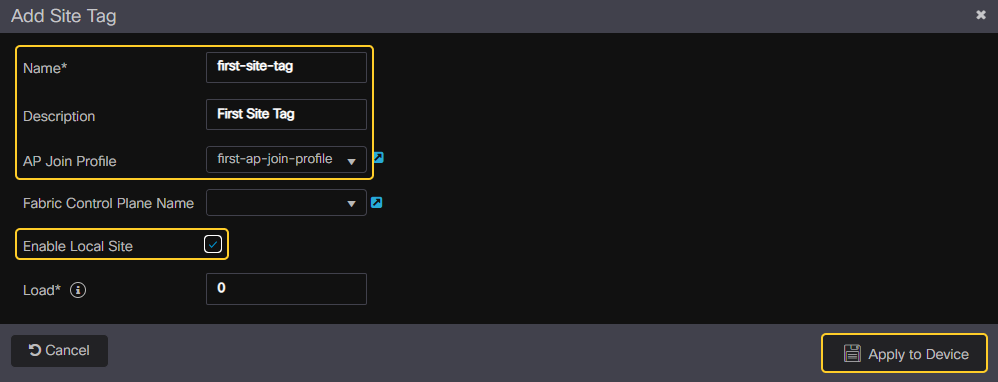 Add Site Tag
Name* first-site-tag
Description First Site Tag
AP Join Profile first-ap-join-profile
Fabric Control Plane Name
Enable Local Site
Load* 0
Cancel Apply to Device